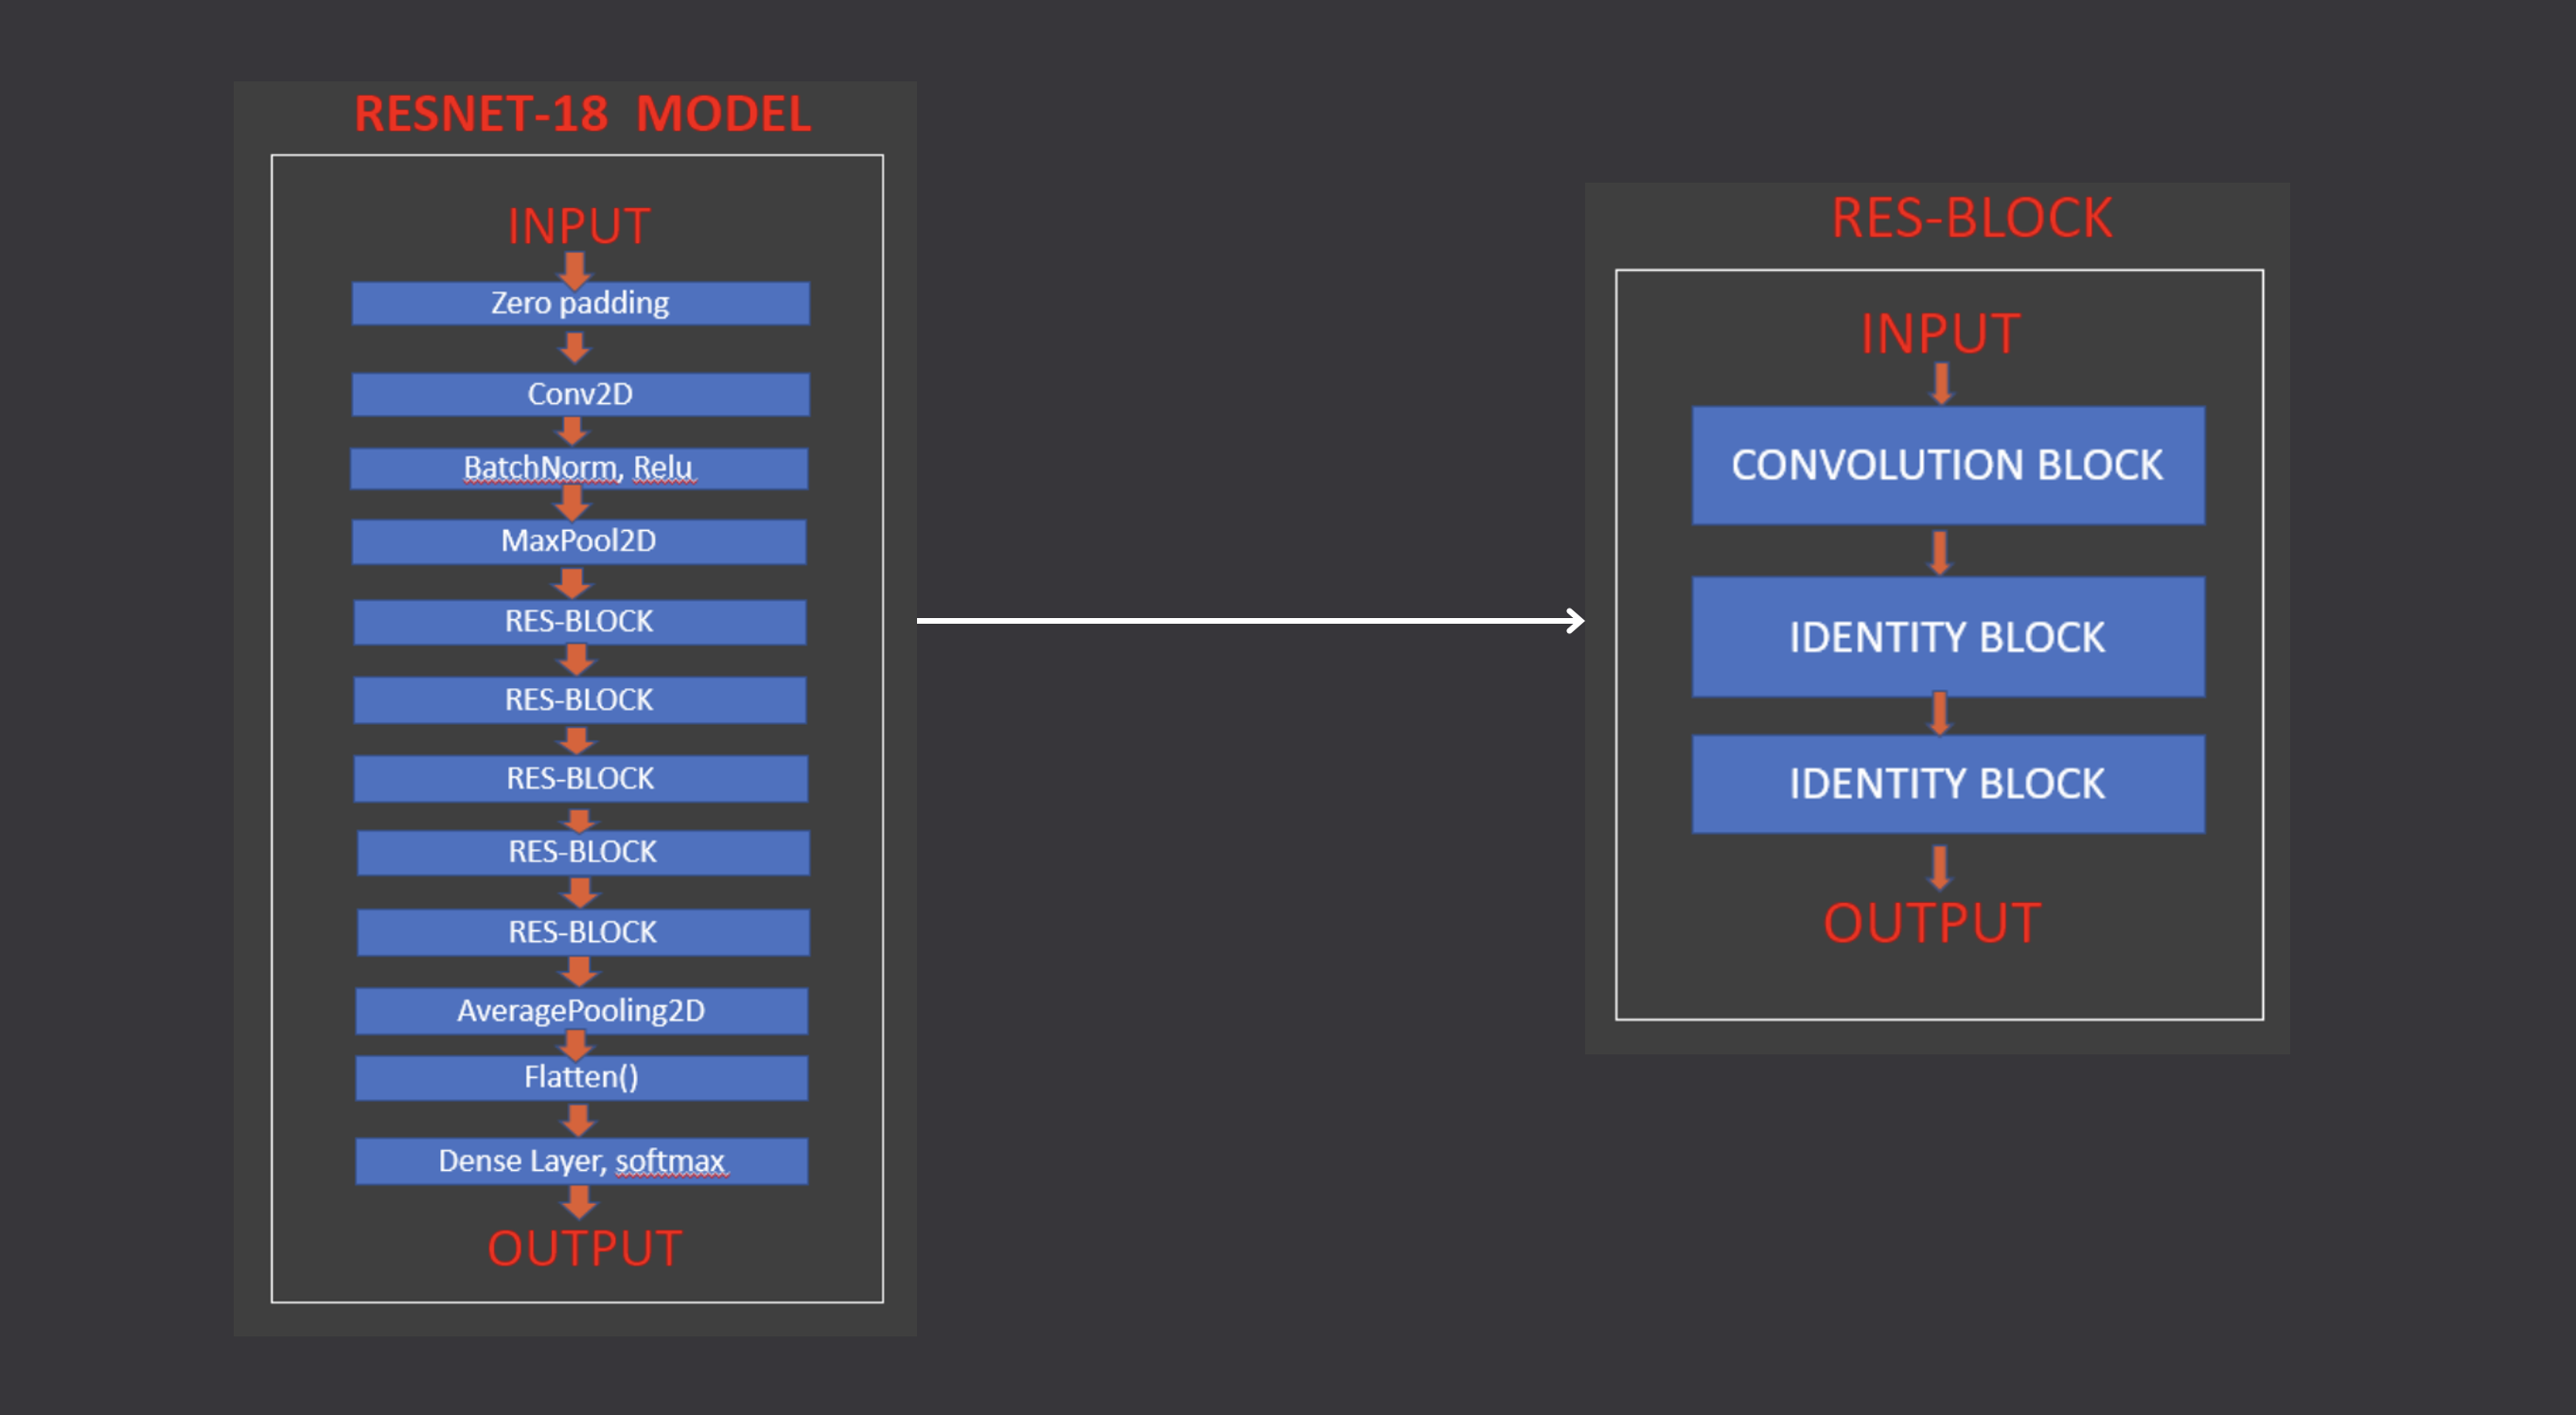 RESNET-18 MODEL
INPUT
Zero padding
Conv2D
BatchNorm, Relu
MaxPool2D
RES-BLOCK
RES-BLOCK
RES-BLOCK
RES-BLOCK
RES-BLOCK
AveragePooling2D
Flatten()
Dense Layer, softmax
OUTPUT
RES-BLOCK
INPUT
CONVOLUTION BLOCK
IDENTITY BLOCK
IDENTITY BLOCK
OUTPUT